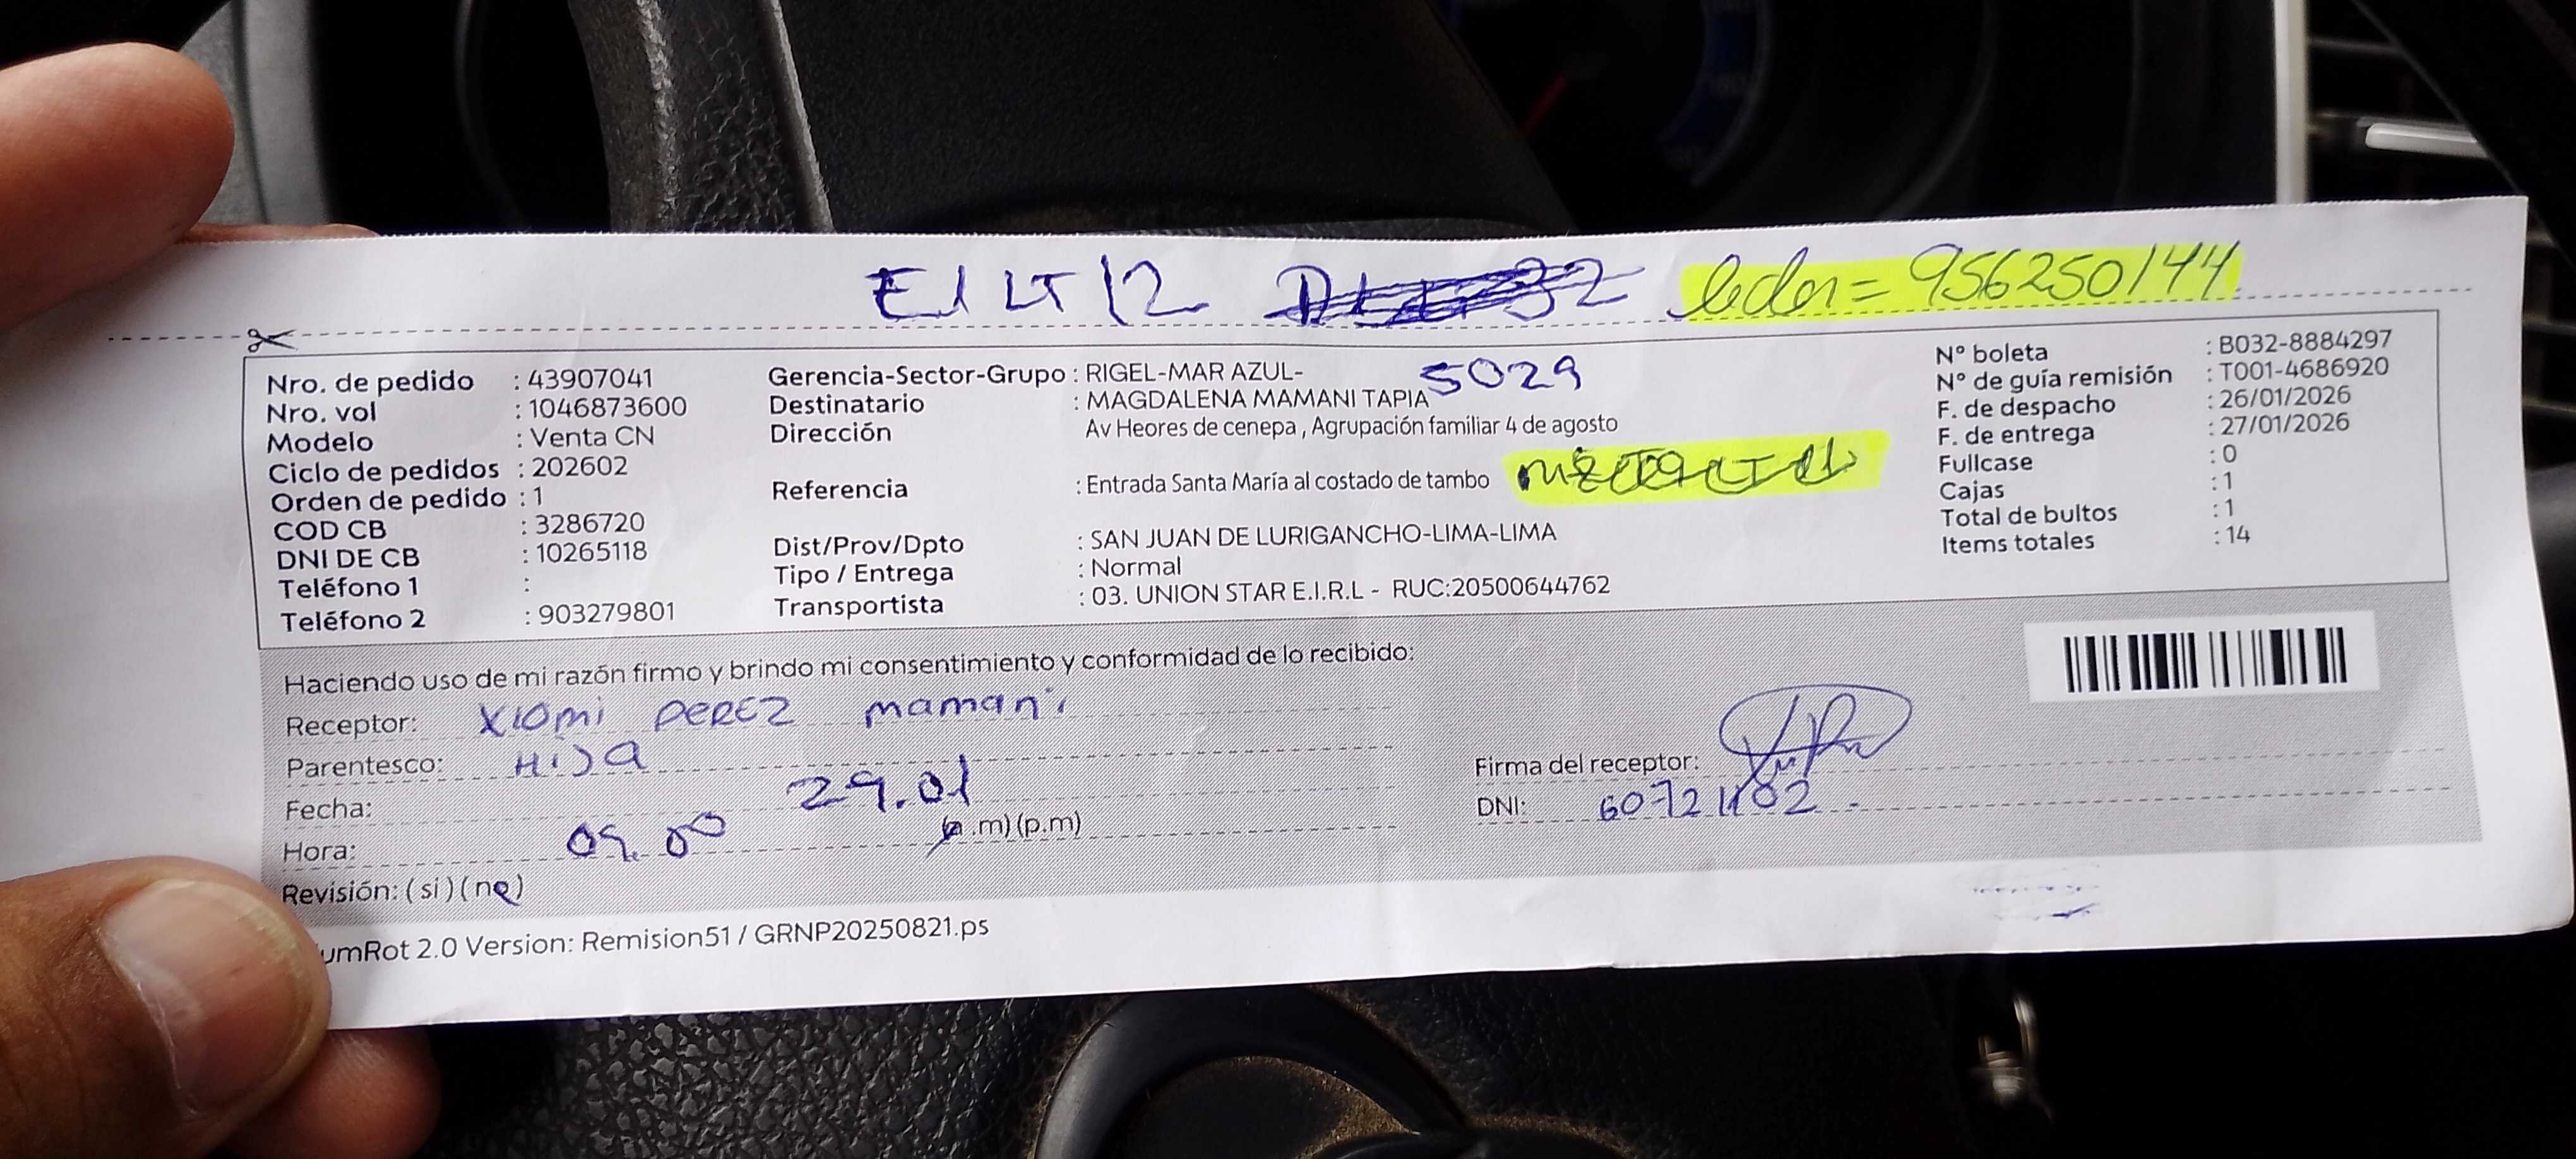 E1 LT 12 lider = 956250144
Nro. de pedido : 43907041
Nro. vol : 1046873600
Modelo : Venta CN
Ciclo de pedidos : 202602
Orden de pedido : 1
COD CB : 3286720
DNI DE CB : 10265118
Teléfono 1 :
Teléfono 2 : 903279801
Gerencia-Sector-Grupo : RIGEL-MAR AZUL- 5029
Destinatario : MAGDALENA MAMANI TAPIA
Dirección Av Heores de cenepa , Agrupación familiar 4 de agosto
Referencia : Entrada Santa María al costado de tambo
Dist/Prov/Dpto : SAN JUAN DE LURIGANCHO-LIMA-LIMA
Tipo / Entrega : Normal
Transportista : 03. UNION STAR E.I.R.L - RUC:20500644762
N° boleta : B032-8884297
N° de guía remisión : T001-4686920
F. de despacho : 26/01/2026
F. de entrega : 27/01/2026
Fullcase : 0
Cajas : 1
Total de bultos : 1
Items totales : 14
Haciendo uso de mi razón firmo y brindo mi consentimiento y conformidad de lo recibido:
Receptor: XIOMI PEREZ mamani
Parentesco: HIJA
Fecha: 29.01
Hora: 09.00 (a.m) (p.m)
Revisión: (si) (no)
Firma del receptor:
DNI:
umRot 2.0 Version: Remision51 / GRNP20250821.ps